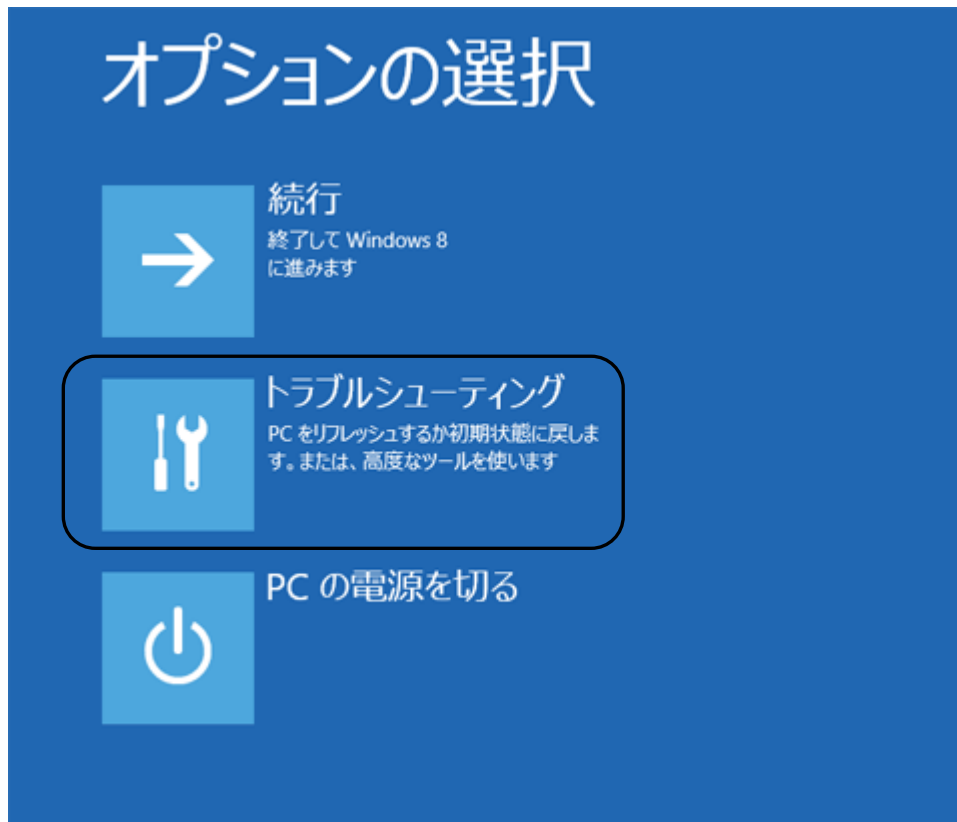 オプションの選択
続行
終了して Windows 8
に進みます
トラブルシューティング
PC をリフレッシュするか初期状態に戻しま
す。または、高度なツールを使います
PC の電源を切る